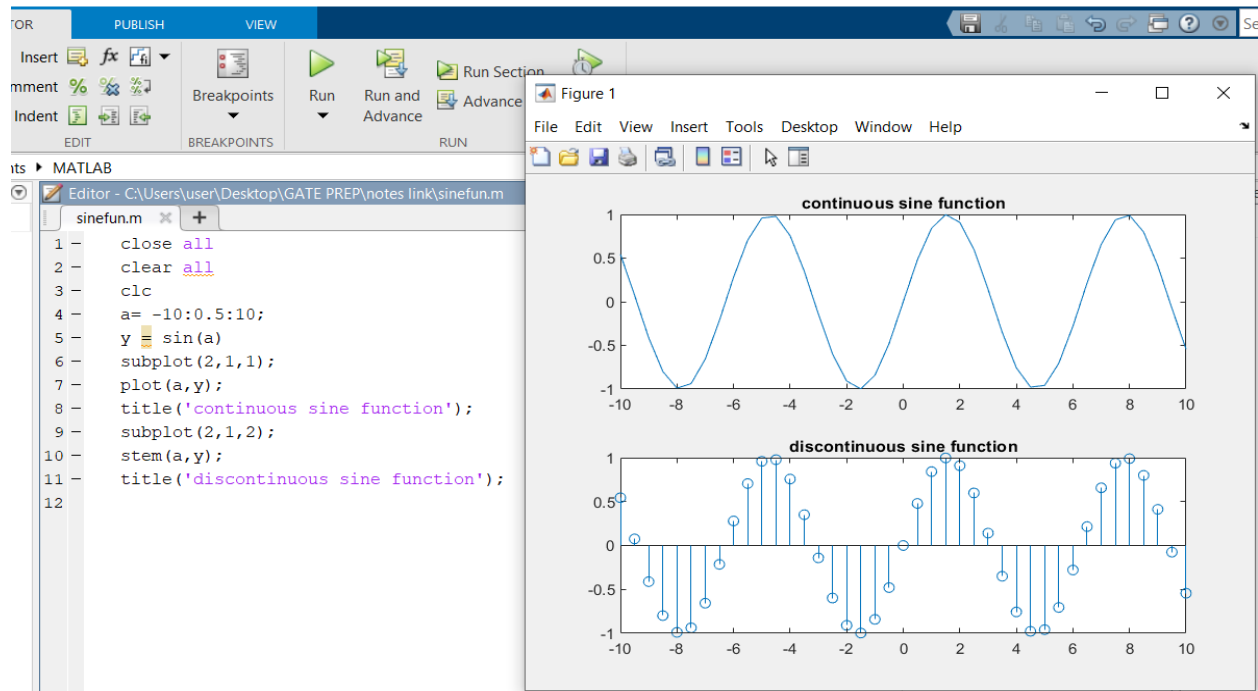 OR PUBLISH VIEW
Se
Insert fx fi
mment % %
Indent
Breakpoints
Run
Run and
Advance
Run Section
Advance
EDIT BREAKPOINTS RUN
nts MATLAB
Editor - C:\Users\user\Desktop\GATE PREP\notes link\sinefun.m
sinefun.m × +
1 - close all
2 - clear all
3 - clc
4 - a= -10:0.5:10;
5 - y = sin(a)
6 - subplot(2,1,1);
7 - plot(a,y);
8 - title('continuous sine function');
9 - subplot(2,1,2);
10 - stem(a,y);
11 - title('discontinuous sine function');
12
Figure 1
File Edit View Insert Tools Desktop Window Help
continuous sine function
1
0.5
0
-0.5
-1
-10 -8 -6 -4 -2 0 2 4 6 8 10
discontinuous sine function
1
0.5
0
-0.5
-1
-10 -8 -6 -4 -2 0 2 4 6 8 10